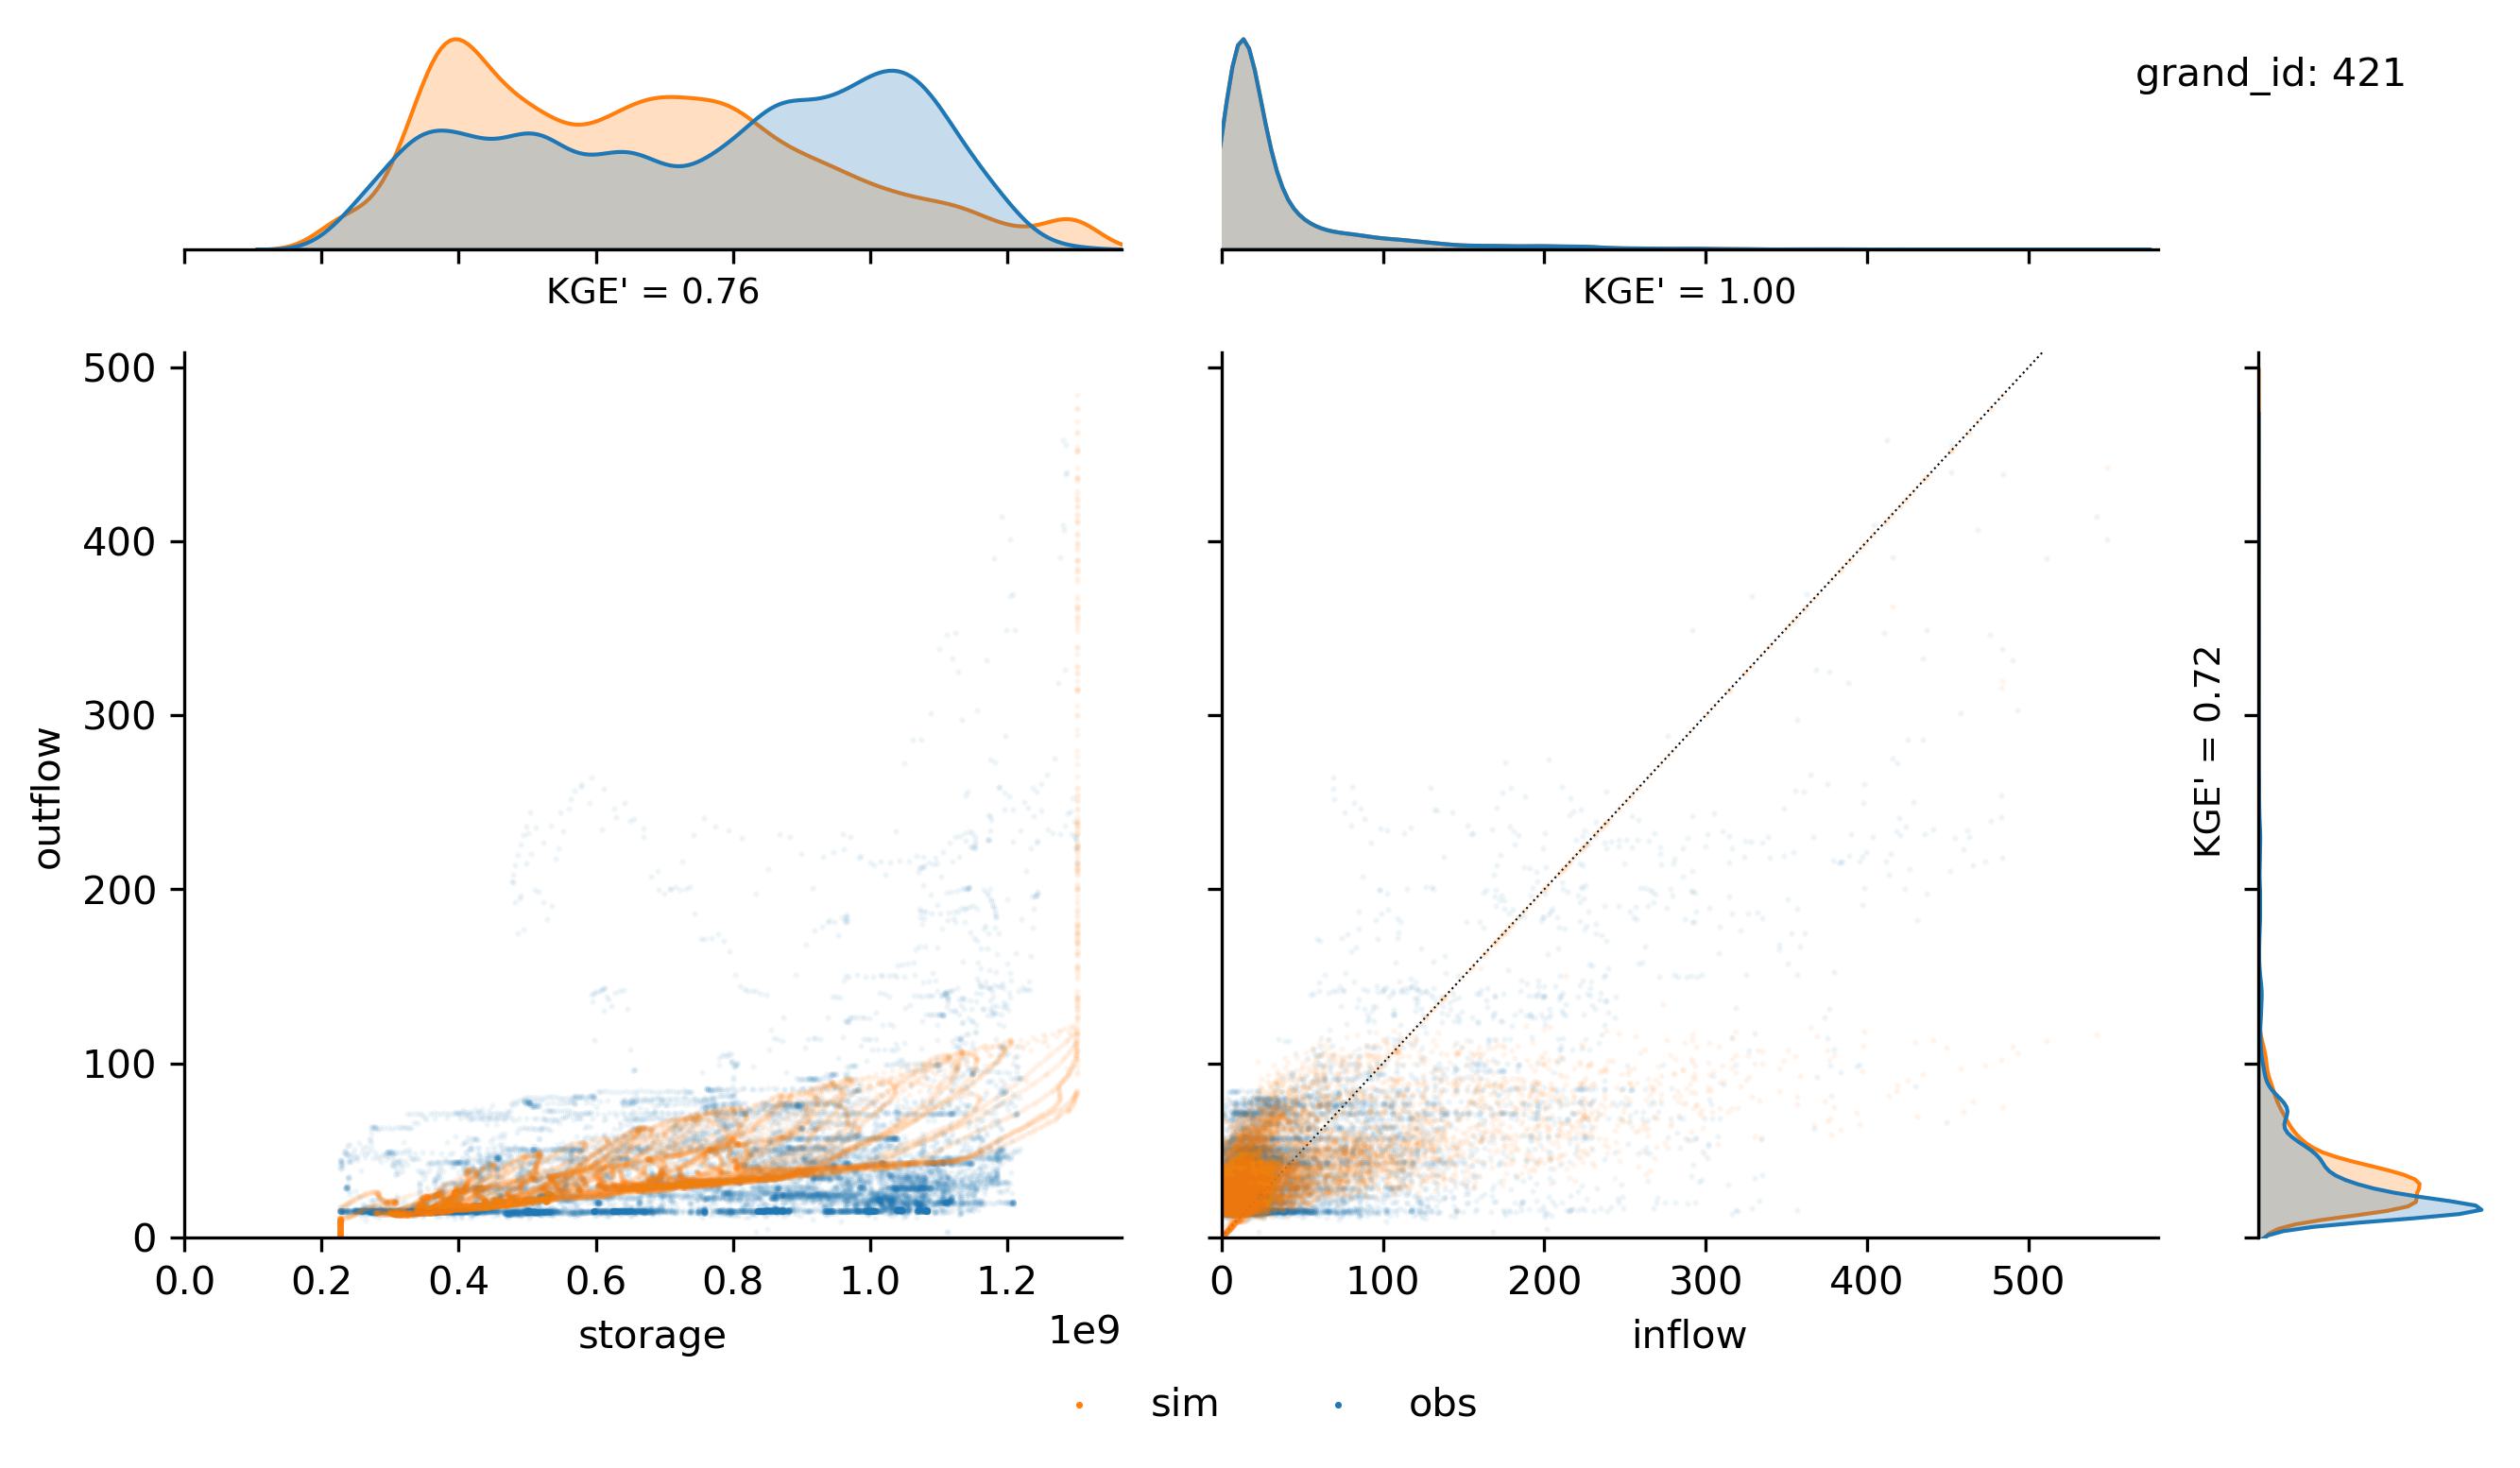 grand_id: 421
KGE' = 0.76
KGE' = 1.00
500
400
300
200
100
0
outflow
KGE' = 0.72
0.0 0.2 0.4 0.6 0.8 1.0 1.2
1e9
storage
0 100 200 300 400 500
inflow
sim obs